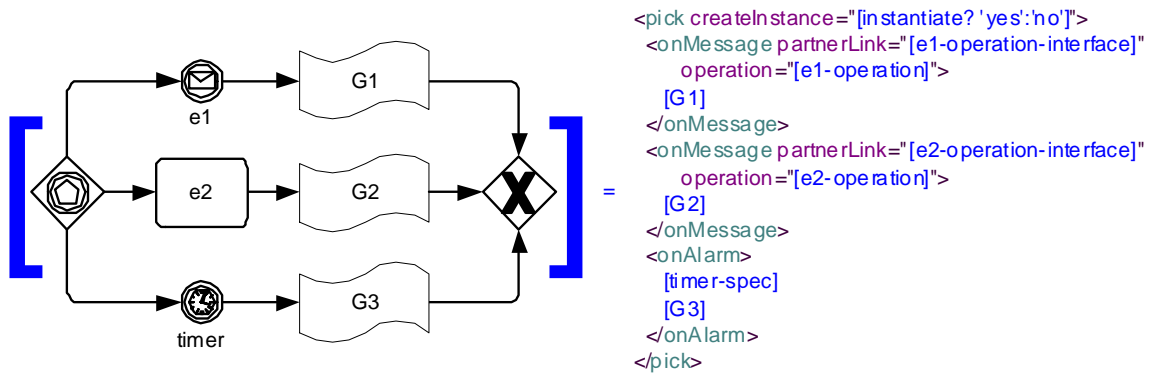 e1
G1
e2
G2
timer
G3
X
=
<pick createInstance="[instantiate? 'yes':'no']">
<onMessage partnerLink="[e1-operation-interface]"
operation="[e1-operation]">
[G1]
</onMessage>
<onMessage partnerLink="[e2-operation-interface]"
operation="[e2-operation]">
[G2]
</onMessage>
<onAlarm>
[timer-spec]
[G3]
</onAlarm>
</pick>